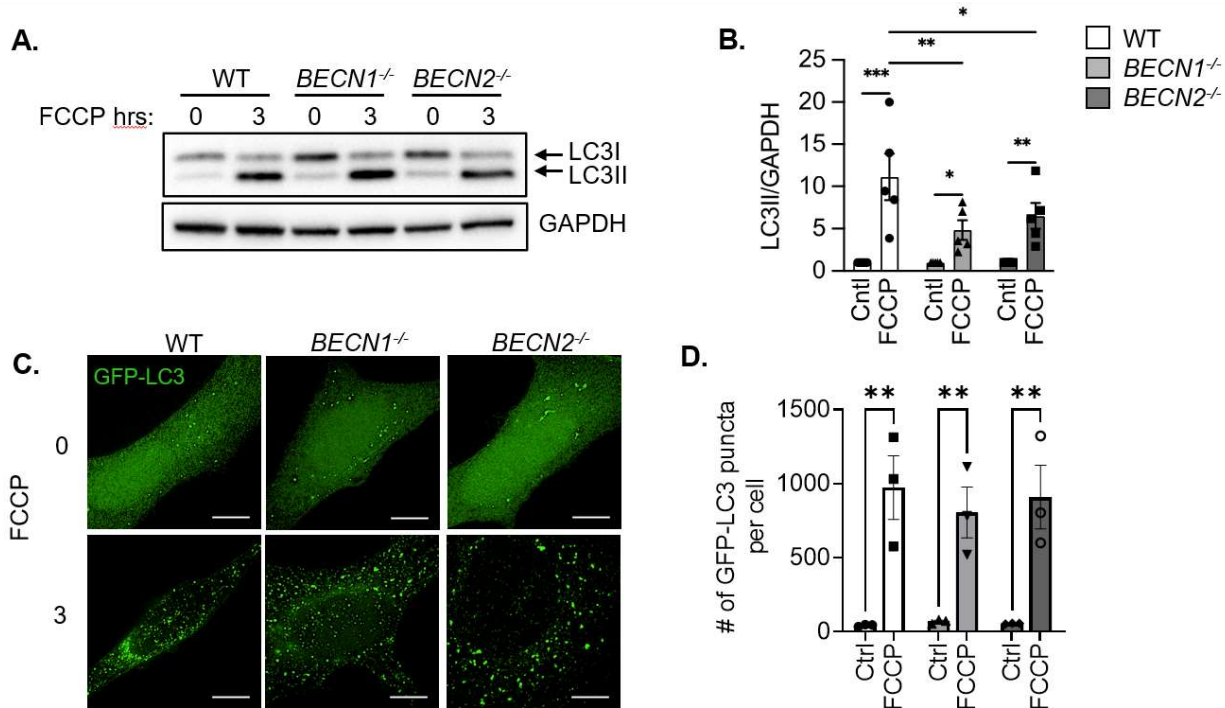 A.
WT BECN1-/- BECN2-/-
FCCP hrs: 0 3 0 3 0 3
LC3I
LC3II
GAPDH
B.
* ** *** * **
LC3II/GAPDH
25
20
15
10
5
0
Cntl FCCP Cntl FCCP Cntl FCCP
WT
BECN1-/-
BECN2-/-
C.
WT BECN1-/- BECN2-/-
GFP-LC3
FCCP
0
3
D.
** ** **
# of GFP-LC3 puncta
per cell
1500
1000
500
0
Ctrl FCCP Ctrl FCCP Ctrl FCCP